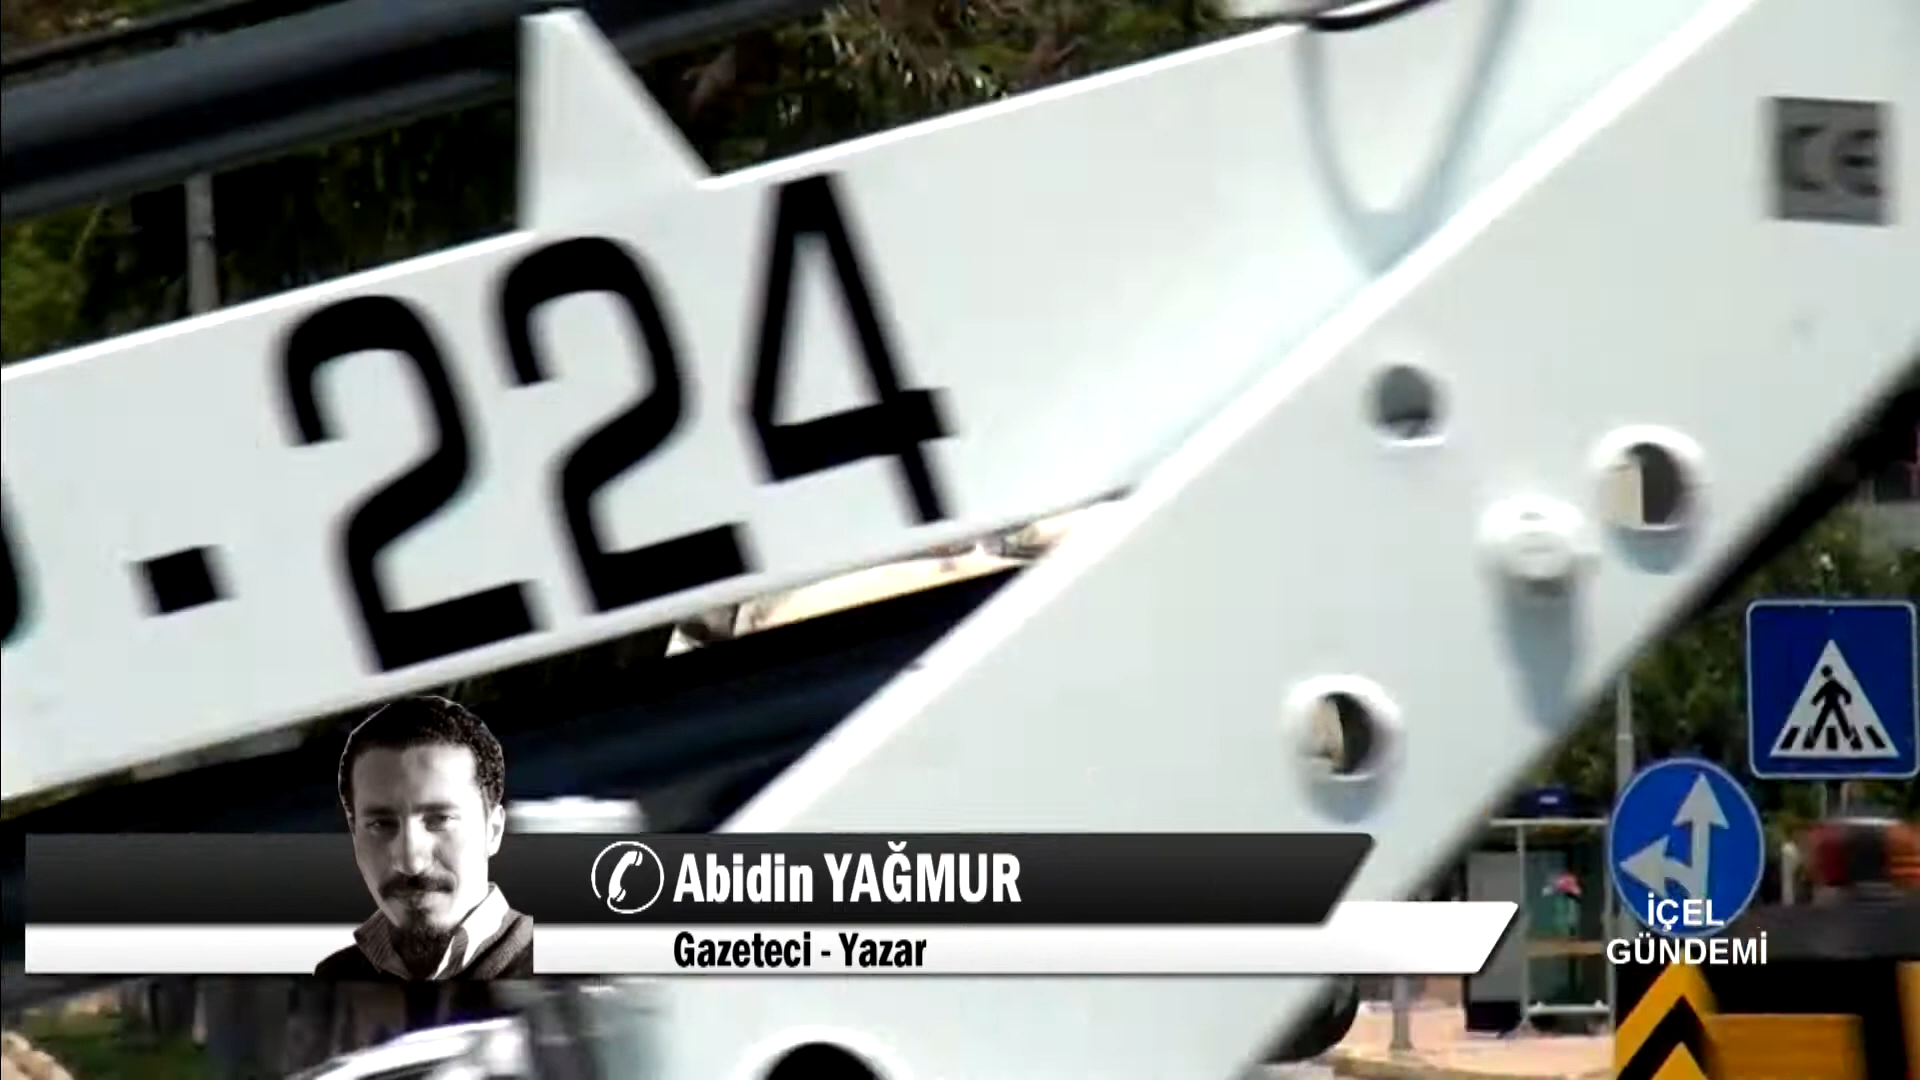 - 224
CE
Abidin YAĞMUR
Gazeteci - Yazar
İÇEL
GÜNDEMİ